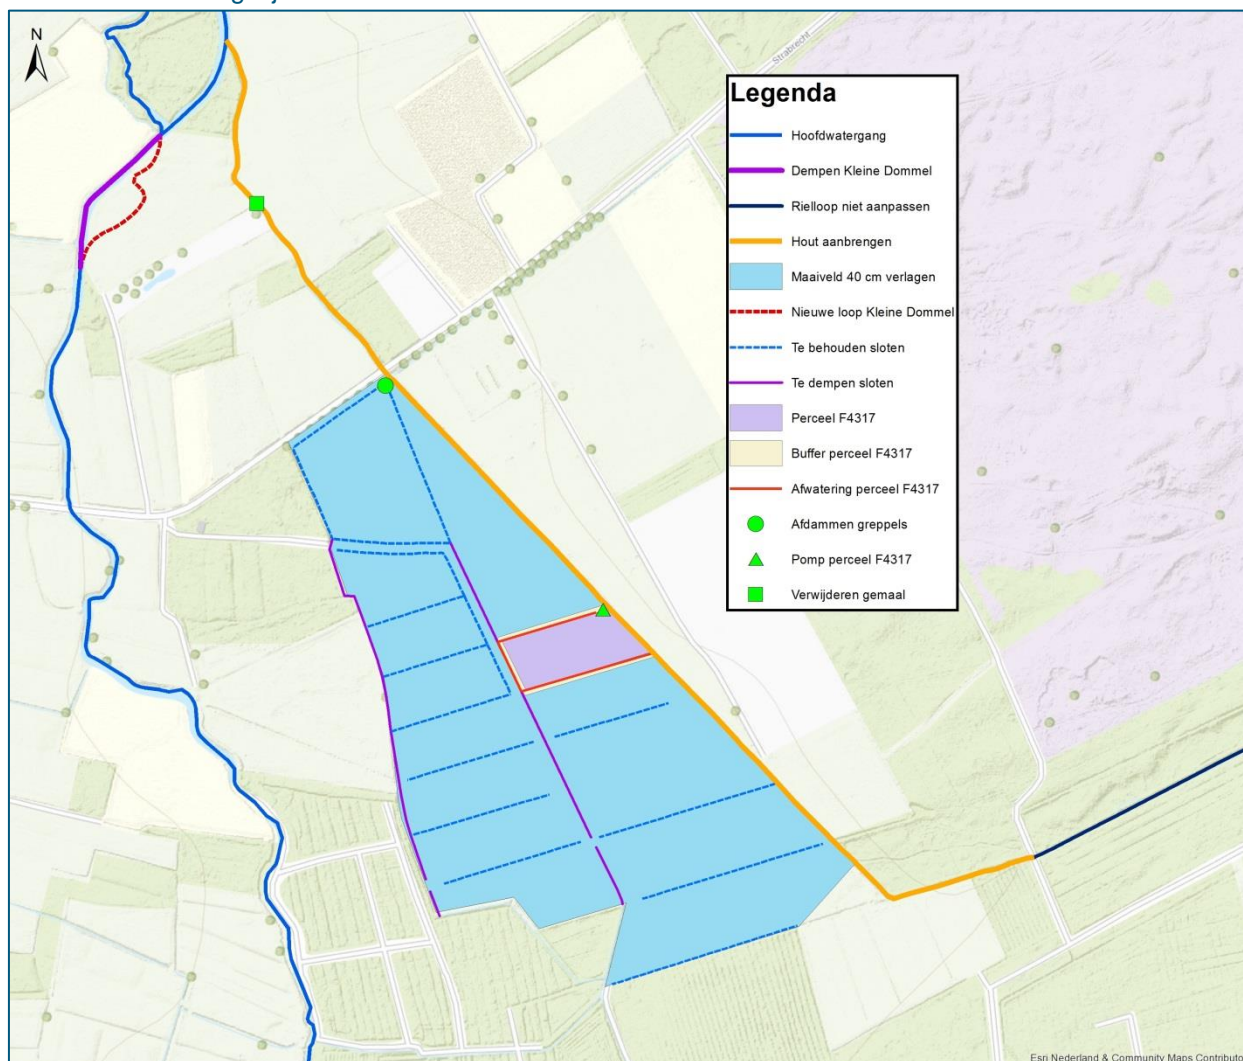 N
Strabrecht
Legenda
Hoofdwatergang
Dempen Kleine Dommel
Rielloop niet aanpassen
Hout aanbrengen
Maaiveld 40 cm verlagen
Nieuwe loop Kleine Dommel
Te behouden sloten
Te dempen sloten
Perceel F4317
Buffer perceel F4317
Afwatering perceel F4317
Afdammen greppels
Pomp perceel F4317
Verwijderen gemaal
Esri Nederland & Community Maps Contributo